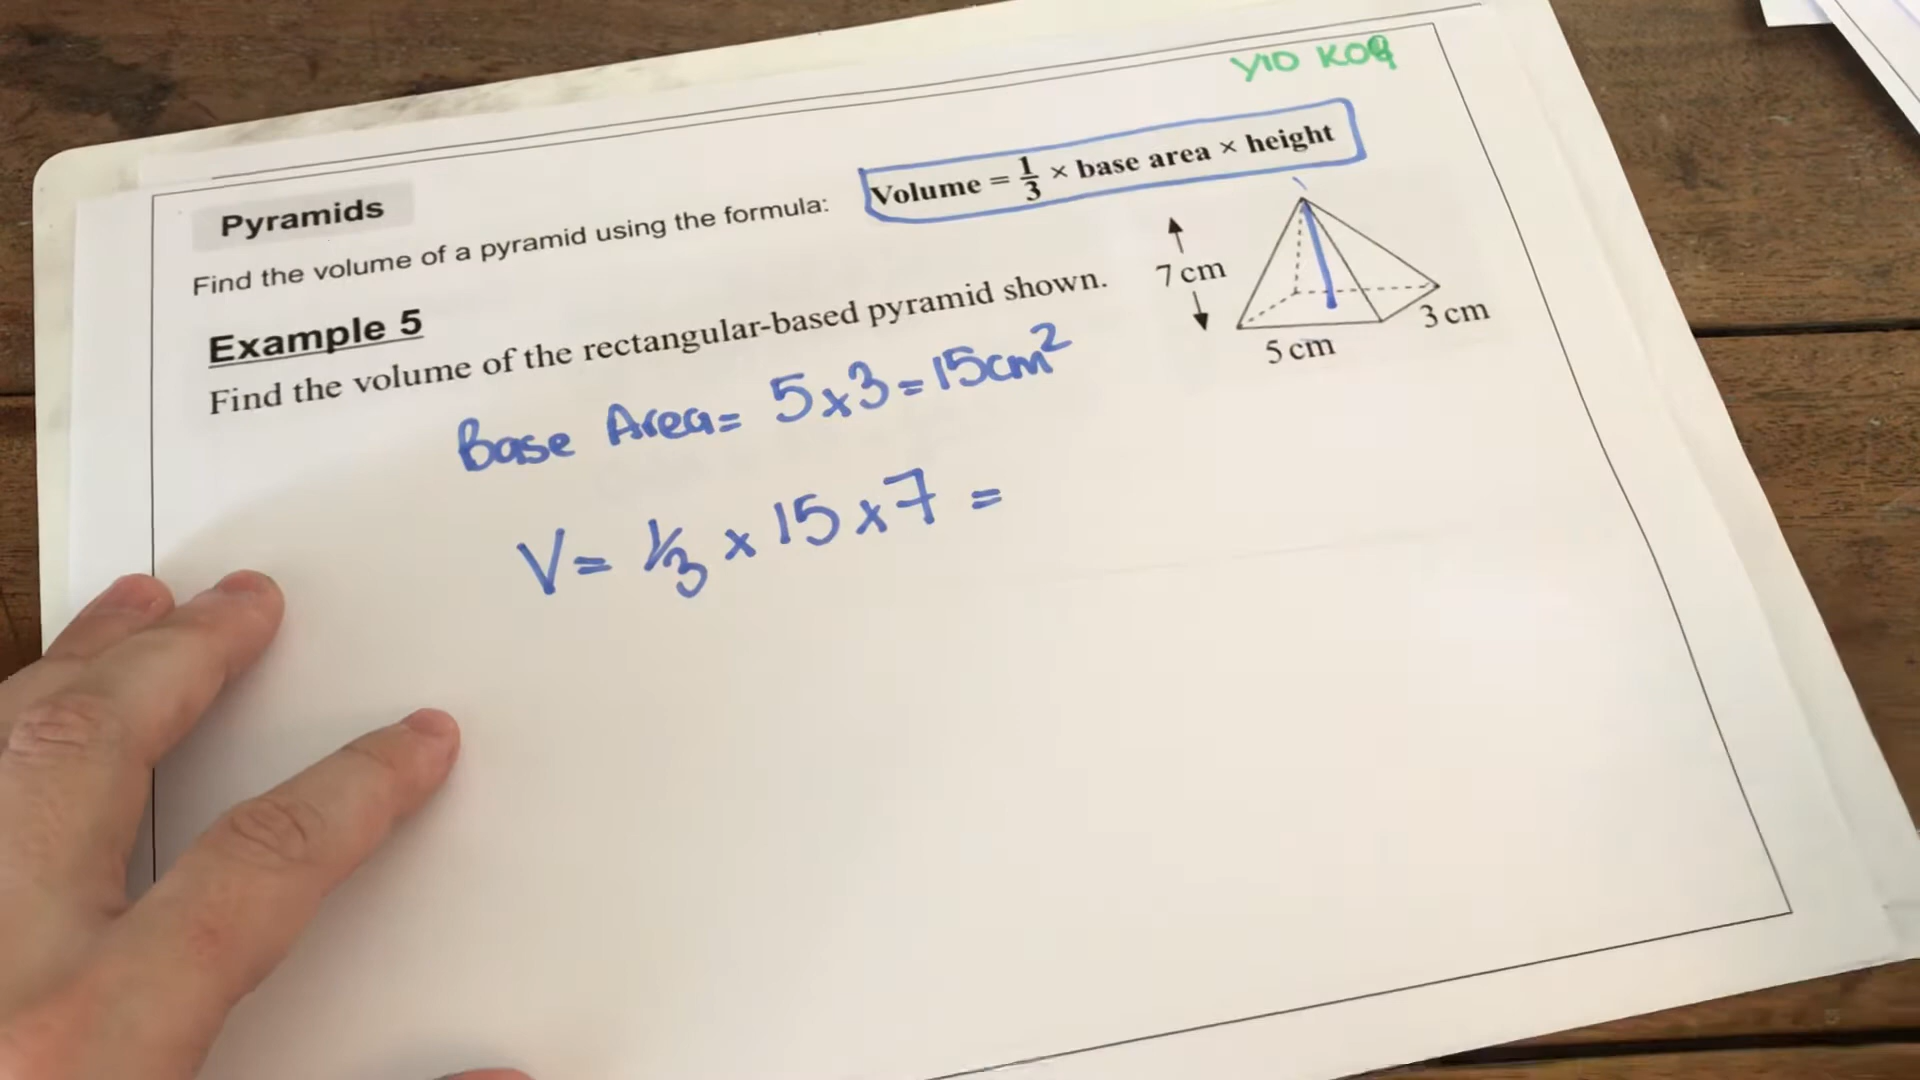 Y10 K09
Pyramids
Find the volume of a pyramid using the formula: Volume = 1/3 × base area × height
Example 5
Find the volume of the rectangular-based pyramid shown.
7 cm
3 cm
5 cm
Base Area= 5x3=15cm²
V= 1/3 x 15 x 7 =